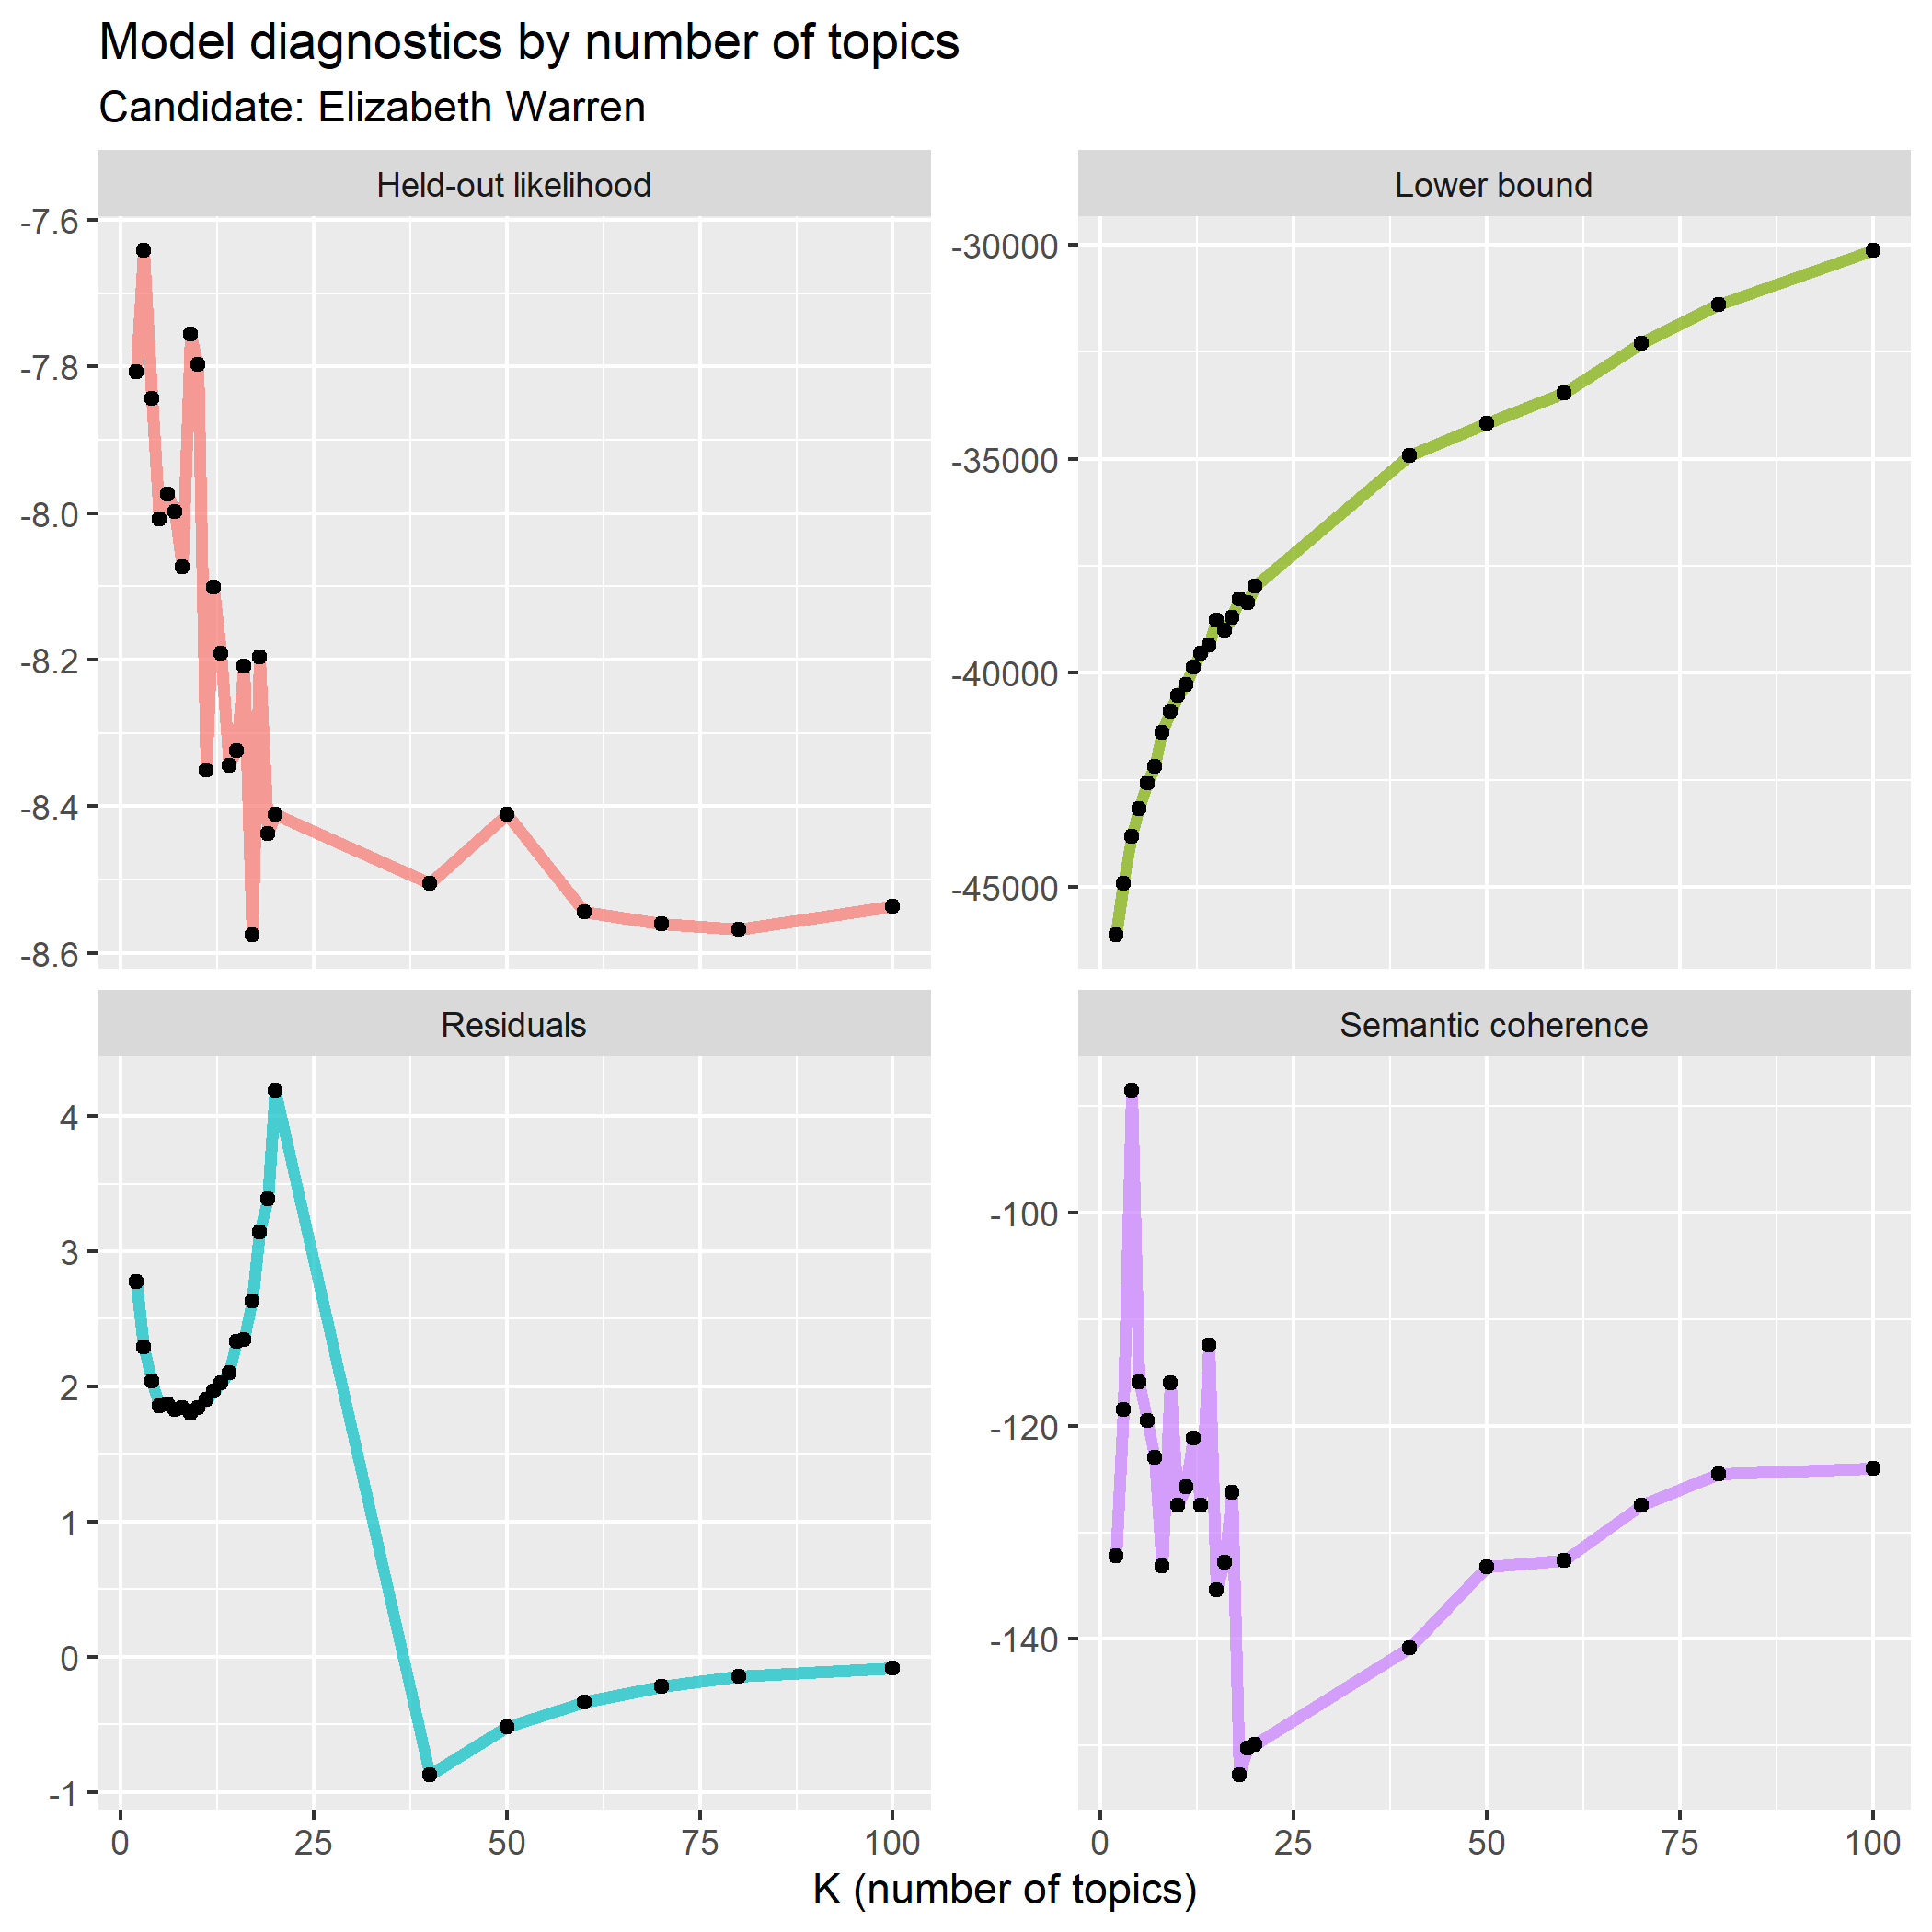 Model diagnostics by number of topics
Candidate: Elizabeth Warren
Held-out likelihood
-7.6
-7.8
-8.0
-8.2
-8.4
-8.6
Lower bound
-30000
-35000
-40000
-45000
Residuals
4
3
2
1
0
-1
0 25 50 75 100
Semantic coherence
-100
-120
-140
0 25 50 75 100
K (number of topics)